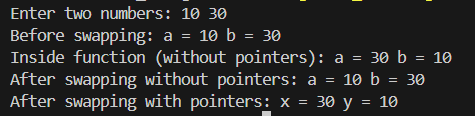 Enter two numbers: 10 30
Before swapping: a = 10 b = 30
Inside function (without pointers): a = 30 b = 10
After swapping without pointers: a = 10 b = 30
After swapping with pointers: x = 30 y = 10